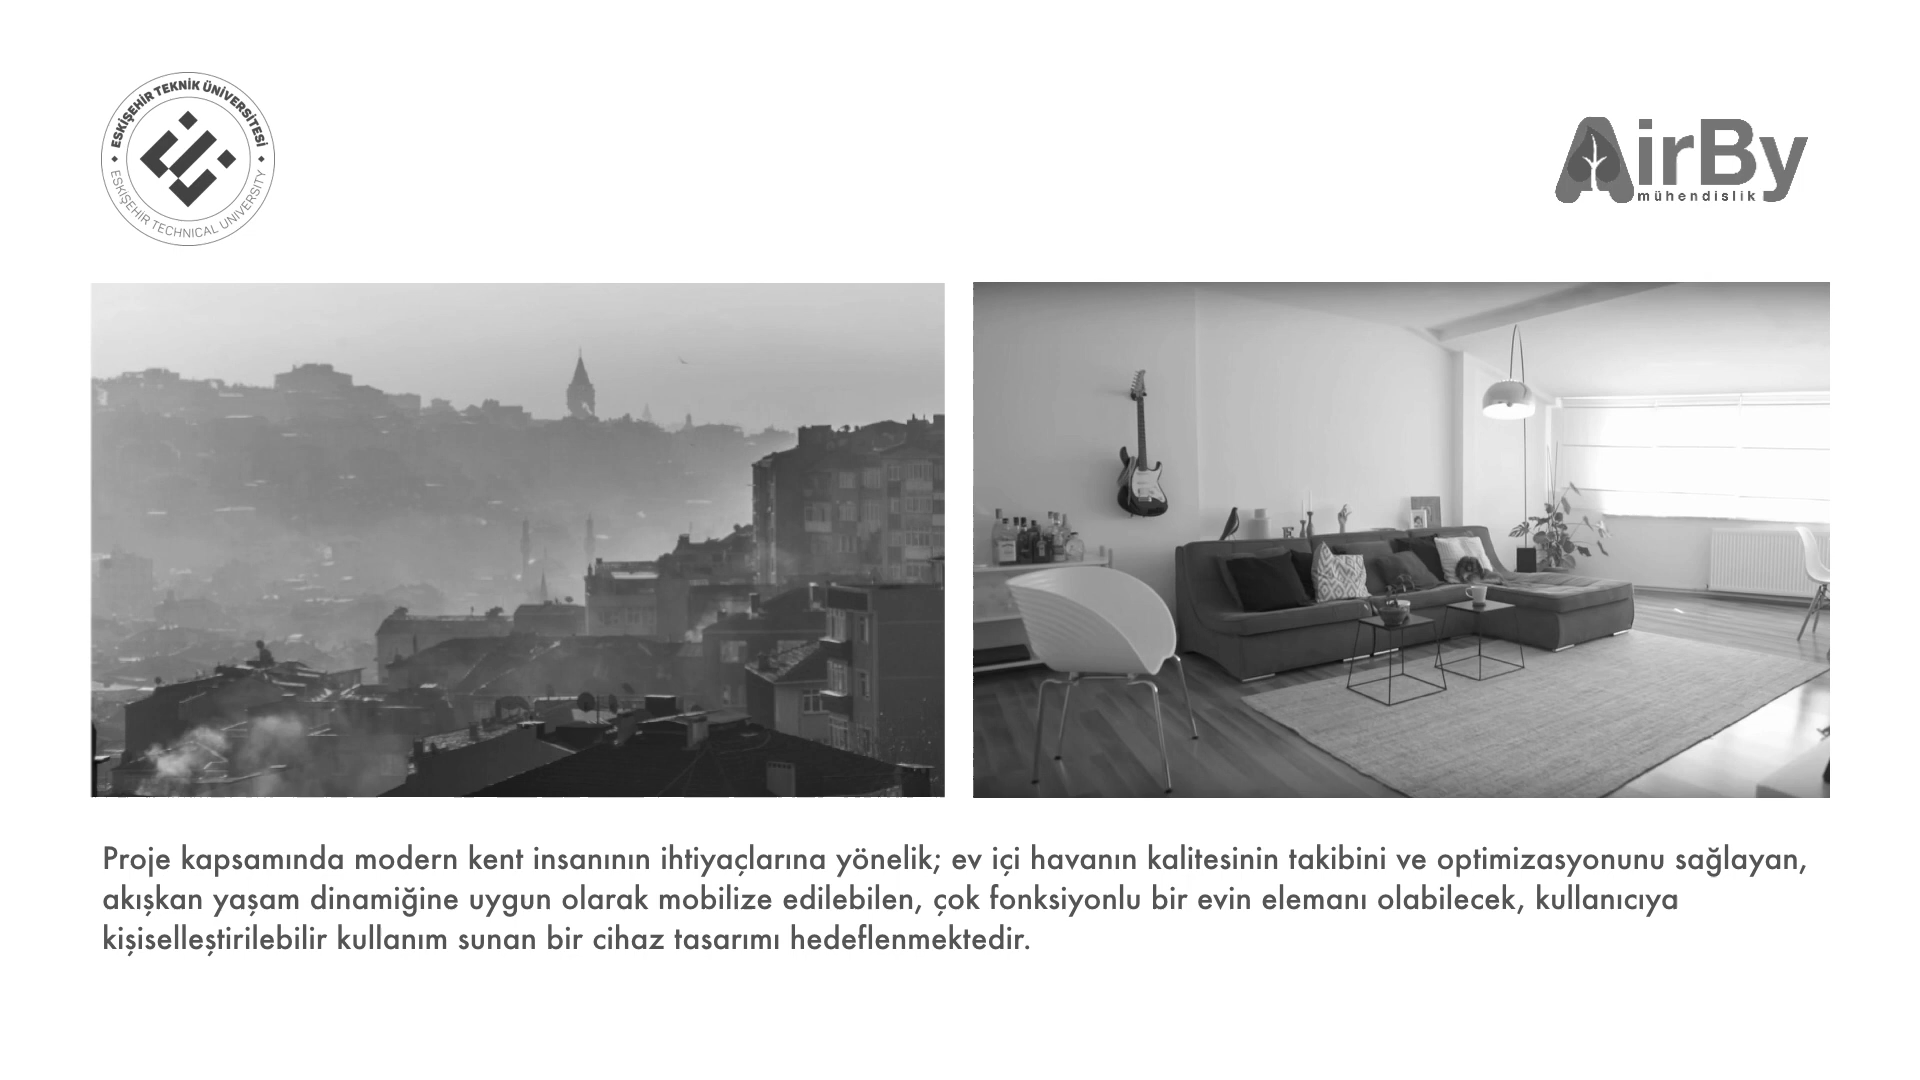 ESKİŞEHİR TEKNİK ÜNİVERSİTESİ
ESKİŞEHİR TECHNICAL UNIVERSITY
AirBy
mühendislik
Proje kapsamında modern kent insanının ihtiyaçlarına yönelik; ev içi havanın kalitesinin takibini ve optimizasyonunu sağlayan,
akışkan yaşam dinamiğine uygun olarak mobilize edilebilen, çok fonksiyonlu bir evin elemanı olabilecek, kullanıcıya
kişiselleştirilebilir kullanım sunan bir cihaz tasarımı hedeflenmektedir.